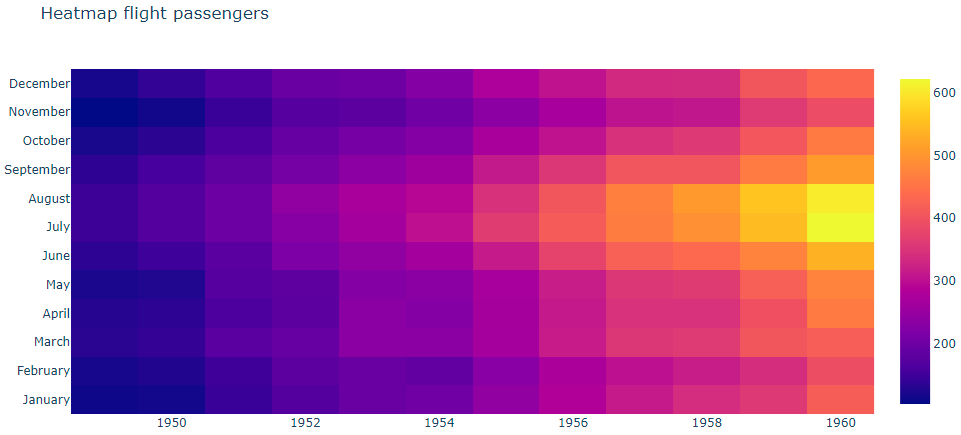 Heatmap flight passengers
December
November
October
September
August
July
June
May
April
March
February
January
1950 1952 1954 1956 1958 1960
600
500
400
300
200